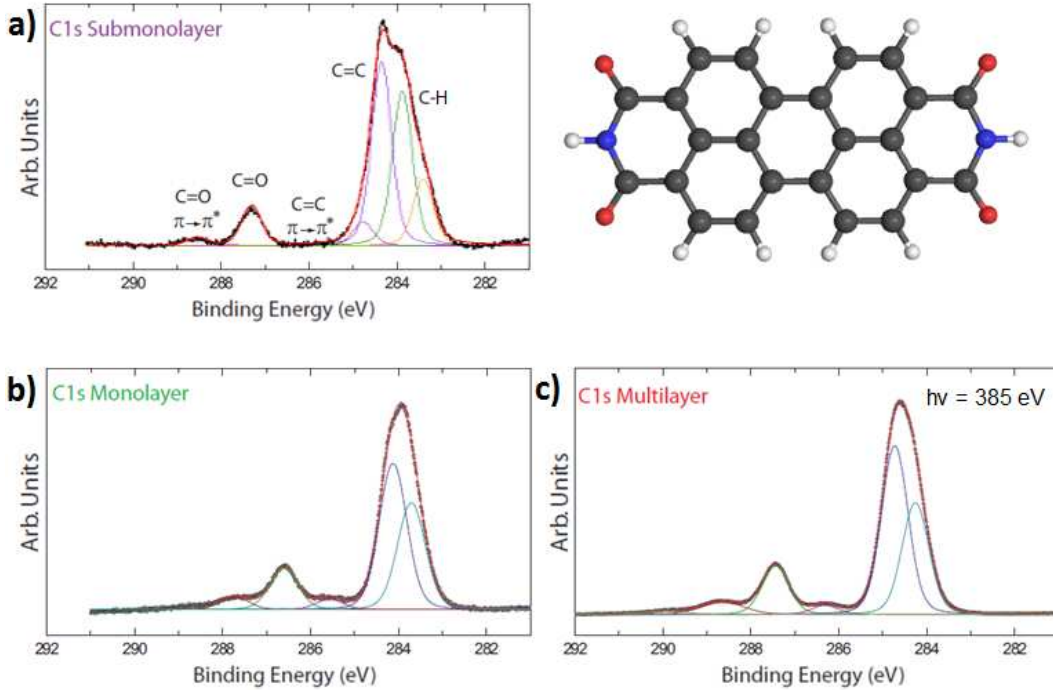 a)
C1s Submonolayer
C=C
C-H
C=O
C=O
C=C
π→π*
π→π*
Arb. Units
292 290 288 286 284 282
Binding Energy (eV)
b)
C1s Monolayer
Arb. Units
292 290 288 286 284 282
Binding Energy (eV)
c)
C1s Multilayer
hν = 385 eV
Arb. Units
292 290 288 286 284 282
Binding Energy (eV)